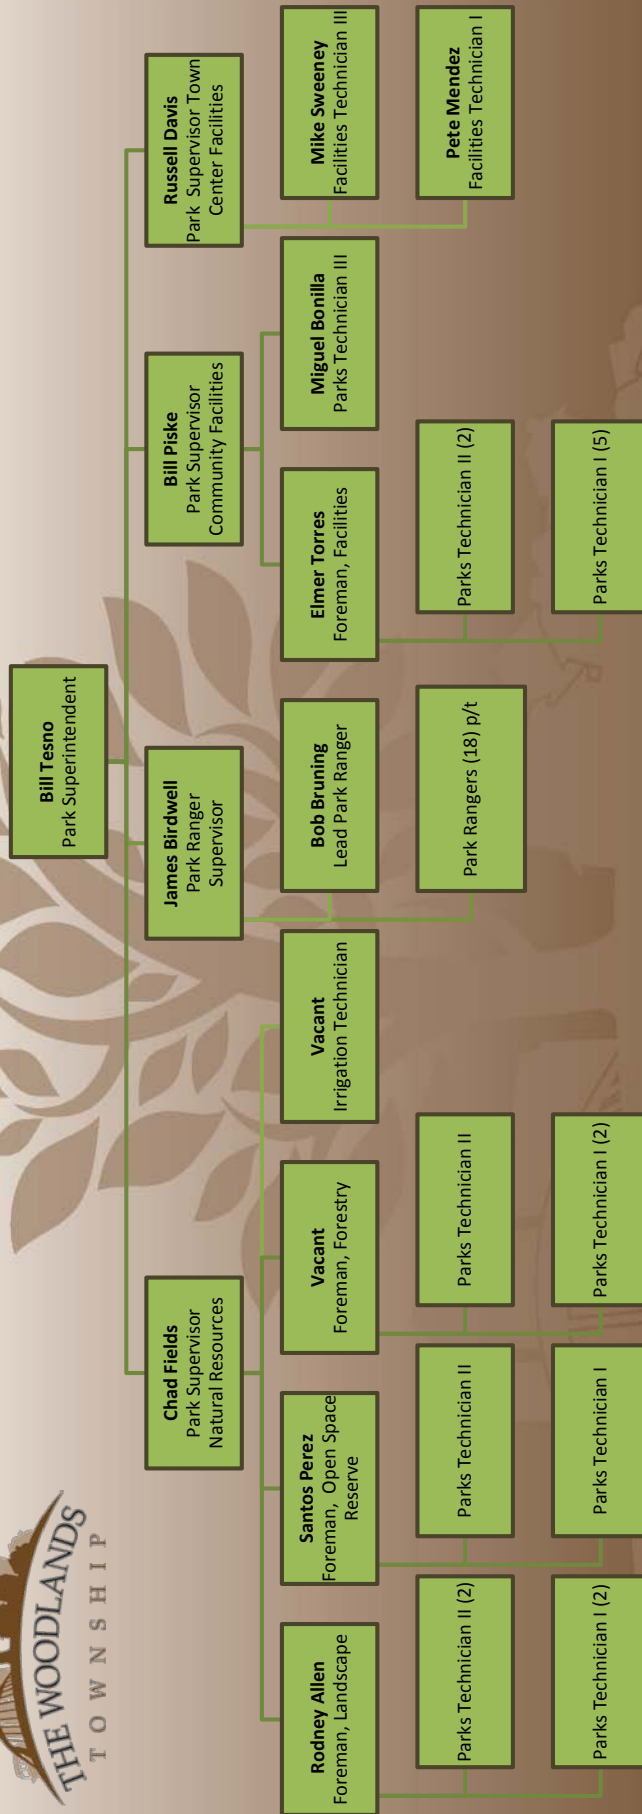 THE WOODLANDS
TOWNSHIP
Bill Tesno
Park Superintendent
Chad Fields
Park Supervisor
Natural Resources
James Birdwell
Park Ranger
Supervisor
Bill Piske
Park Supervisor
Community Facilities
Russell Davis
Park Supervisor Town
Center Facilities
Rodney Allen
Foreman, Landscape
Santos Perez
Foreman, Open Space
Reserve
Vacant
Foreman, Forestry
Vacant
Irrigation Technician
Bob Bruning
Lead Park Ranger
Elmer Torres
Foreman, Facilities
Miguel Bonilla
Parks Technician III
Mike Sweeney
Facilities Technician III
Parks Technician II (2)
Parks Technician II
Parks Technician II
Park Rangers (18) p/t
Parks Technician II (2)
Pete Mendez
Facilities Technician I
Parks Technician I (2)
Parks Technician I
Parks Technician I (2)
Parks Technician I (5)